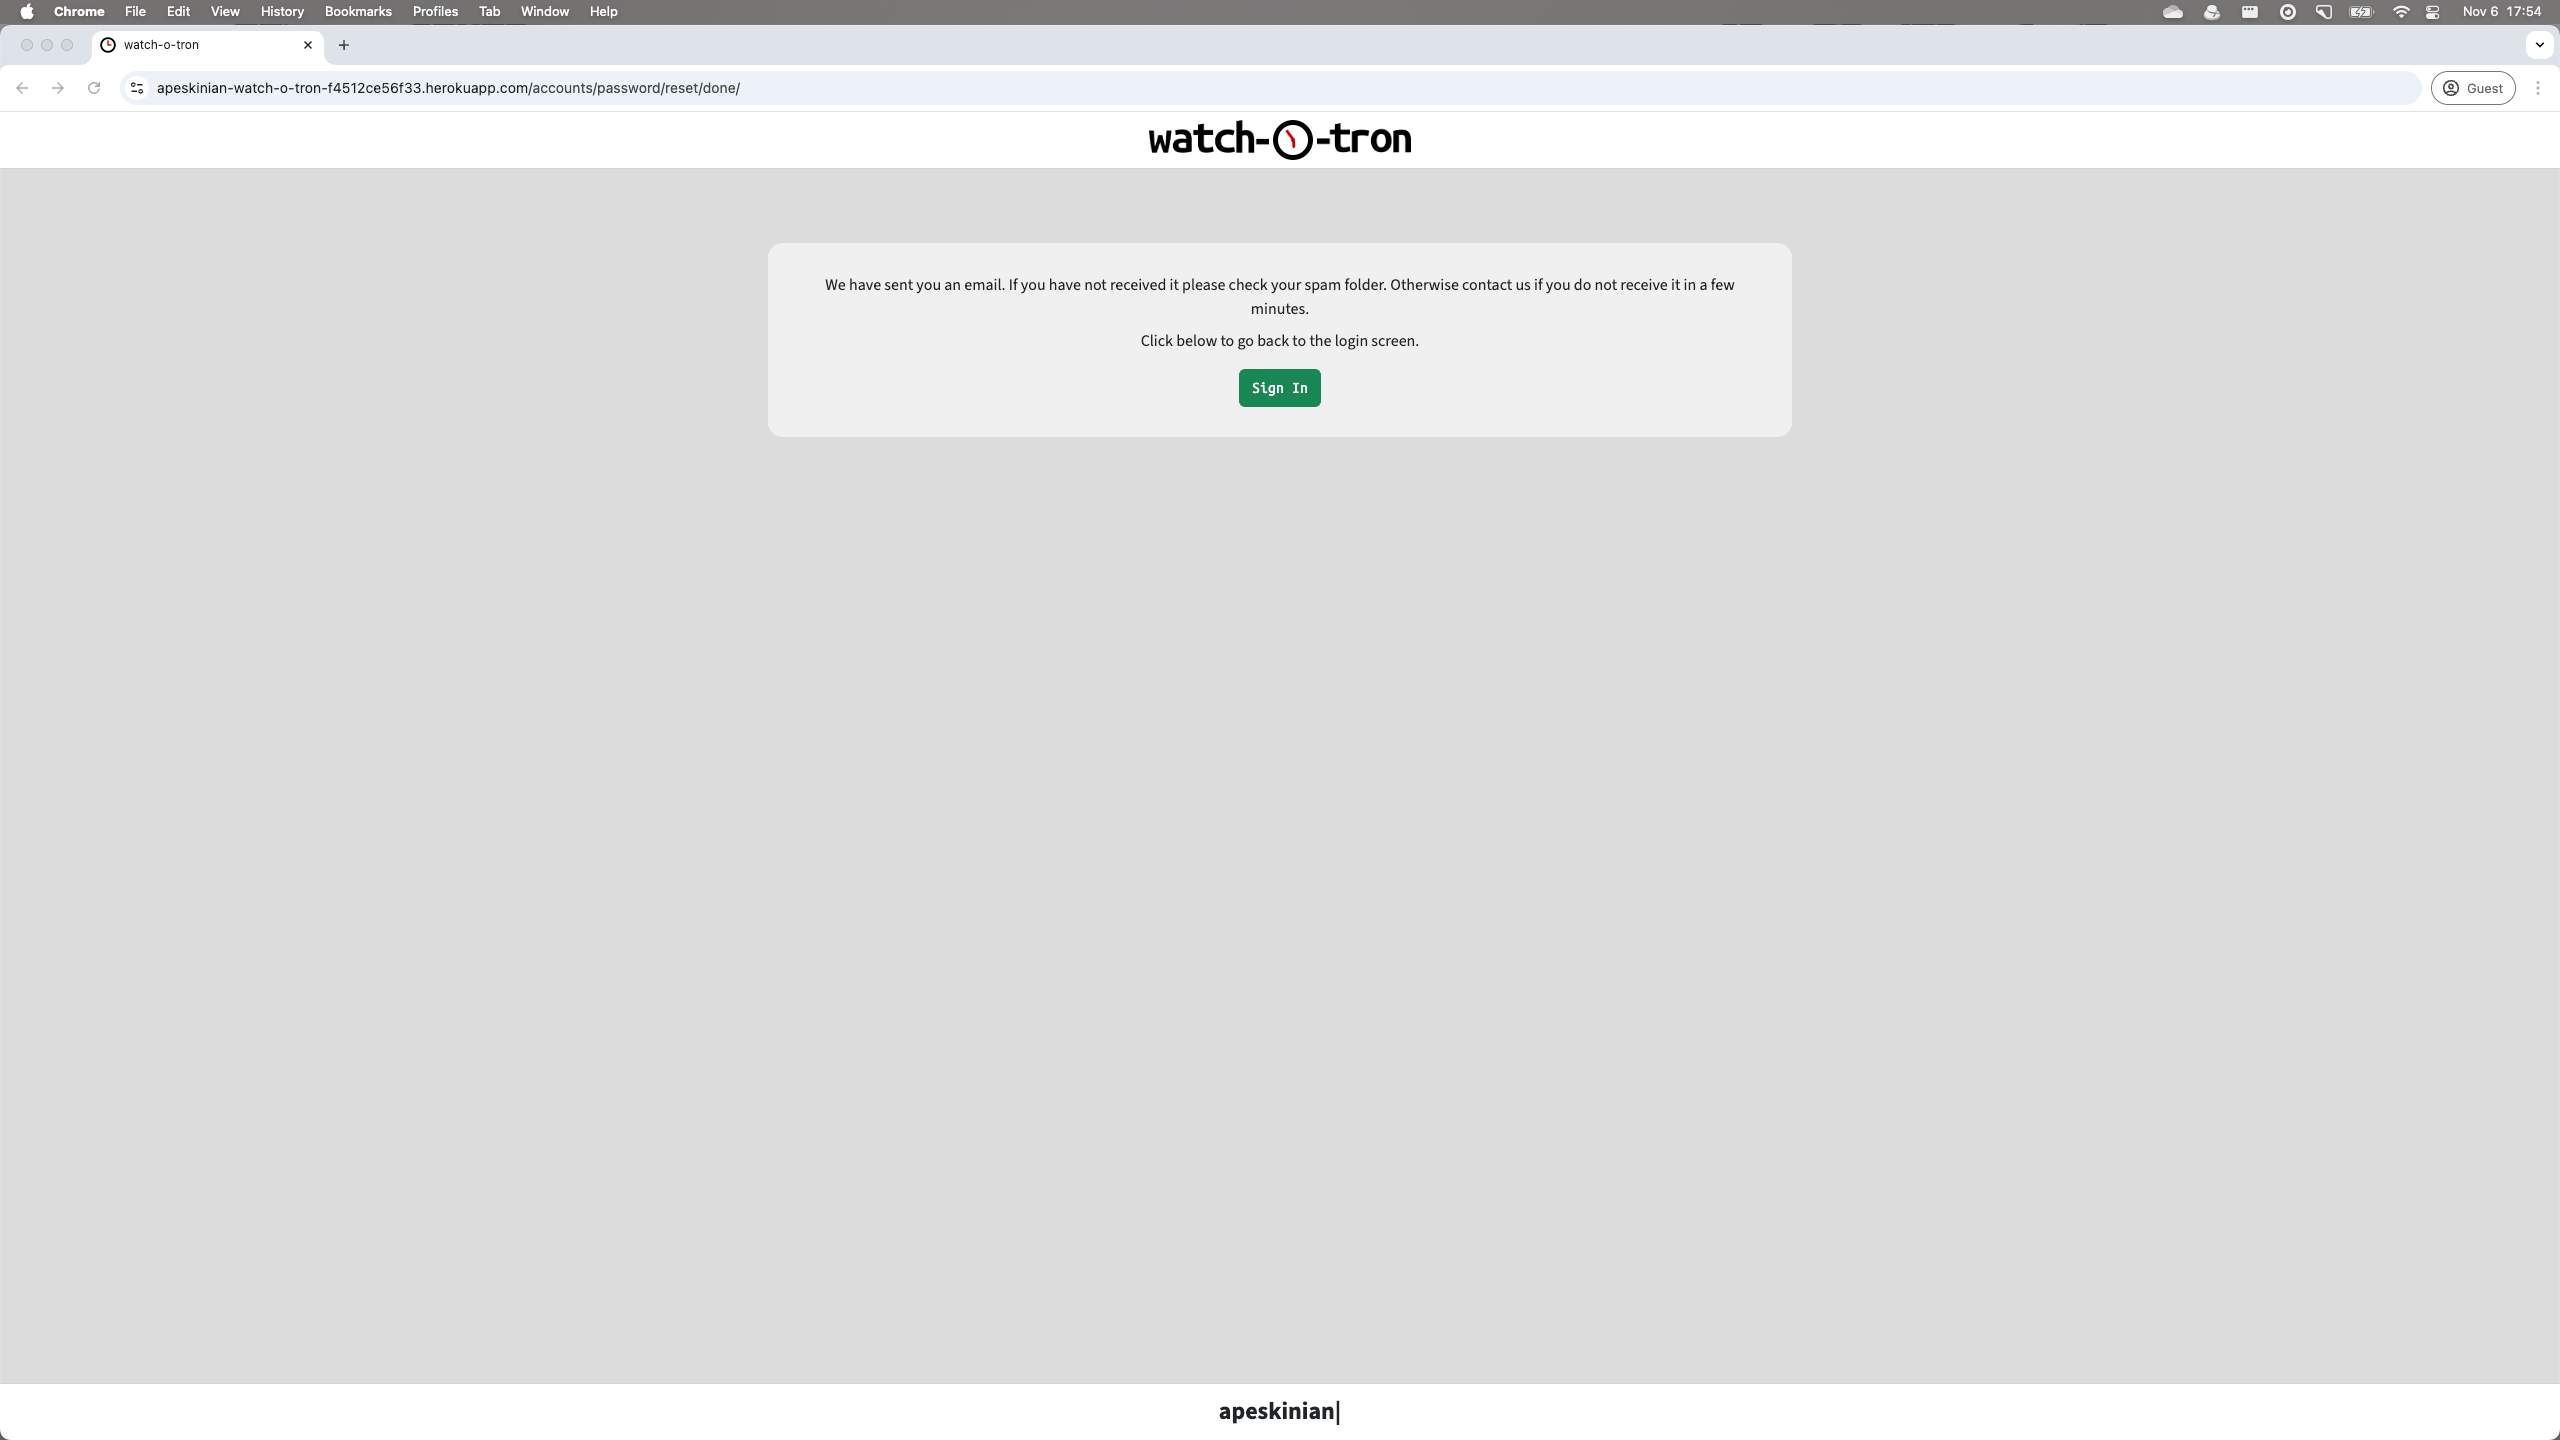 Chrome File Edit View History Bookmarks Profiles Tab Window Help Nov 6 17:54
watch-o-tron
apeskinian-watch-o-tron-f4512ce56f33.herokuapp.com/accounts/password/reset/done/ Guest
watch-o-tron
We have sent you an email. If you have not received it please check your spam folder. Otherwise contact us if you do not receive it in a few
minutes.
Click below to go back to the login screen.
Sign In
apeskinian|